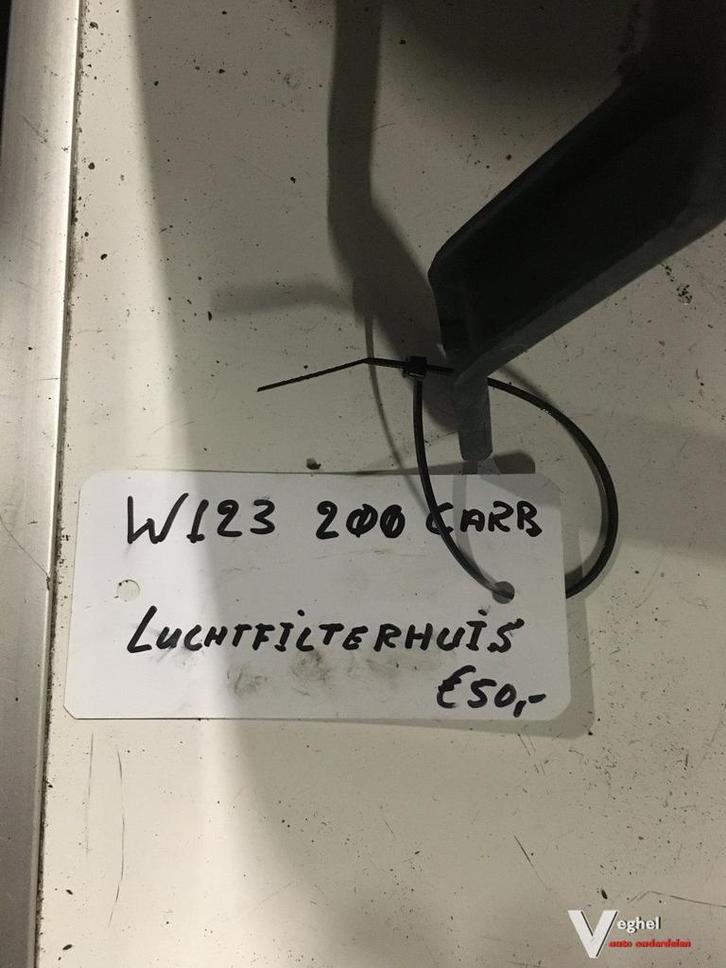 W123 200 CARB
LUCHTFILTERHUIS
€50,-
Veghel
auto onderdelen